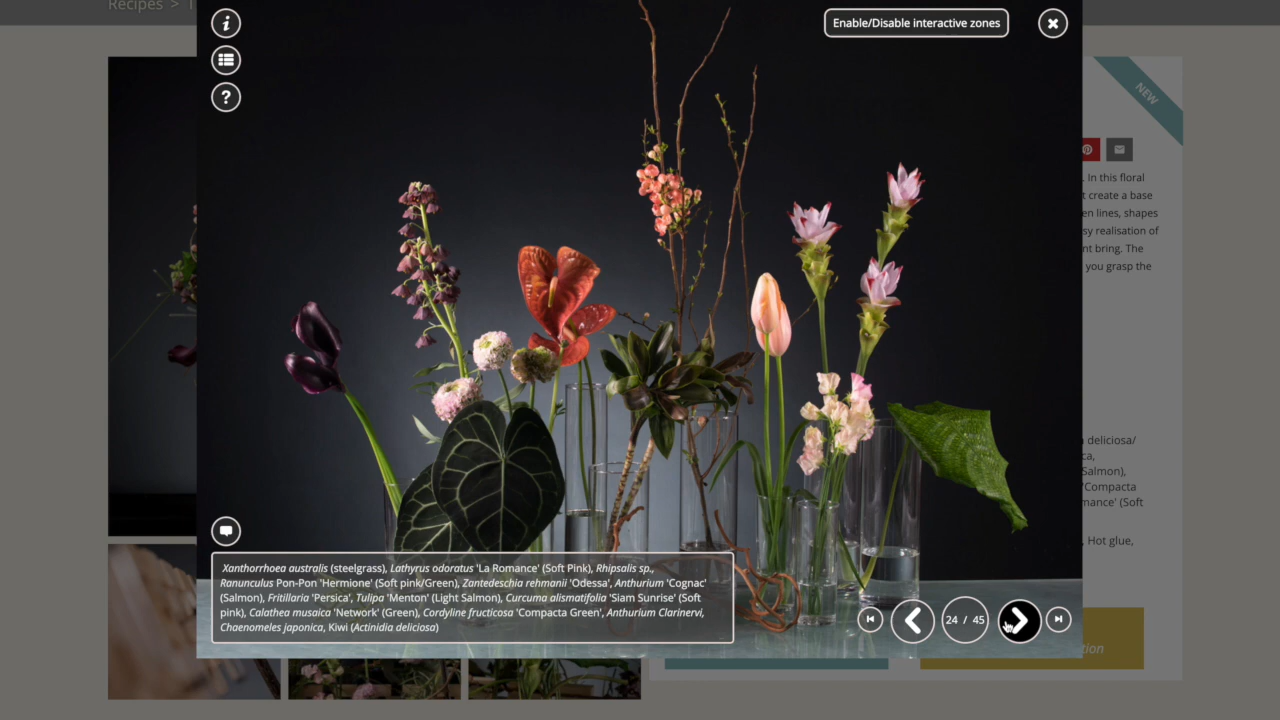 Recipes >
Enable/Disable interactive zones
NEW
. In this floral
t create a base
en lines, shapes
sy realisation of
nt bring. The
you grasp the
deliciosa/
ca,
Salmon),
'Compacta
mance' (Soft
, Hot glue,
Xanthorrhoea australis (steelgrass), Lathyrus odoratus 'La Romance' (Soft Pink), Rhipsalis sp.,
Ranunculus Pon-Pon 'Hermione' (Soft pink/Green), Zantedeschia rehmanii 'Odessa', Anthurium 'Cognac'
(Salmon), Fritillaria 'Persica', Tulipa 'Menton' (Light Salmon), Curcuma alismatifolia 'Siam Sunrise' (Soft
pink), Calathea musaica 'Network' (Green), Cordyline fructicosa 'Compacta Green', Anthurium Clarinervi,
Chaenomeles japonica, Kiwi (Actinidia deliciosa)
24 / 45
tion